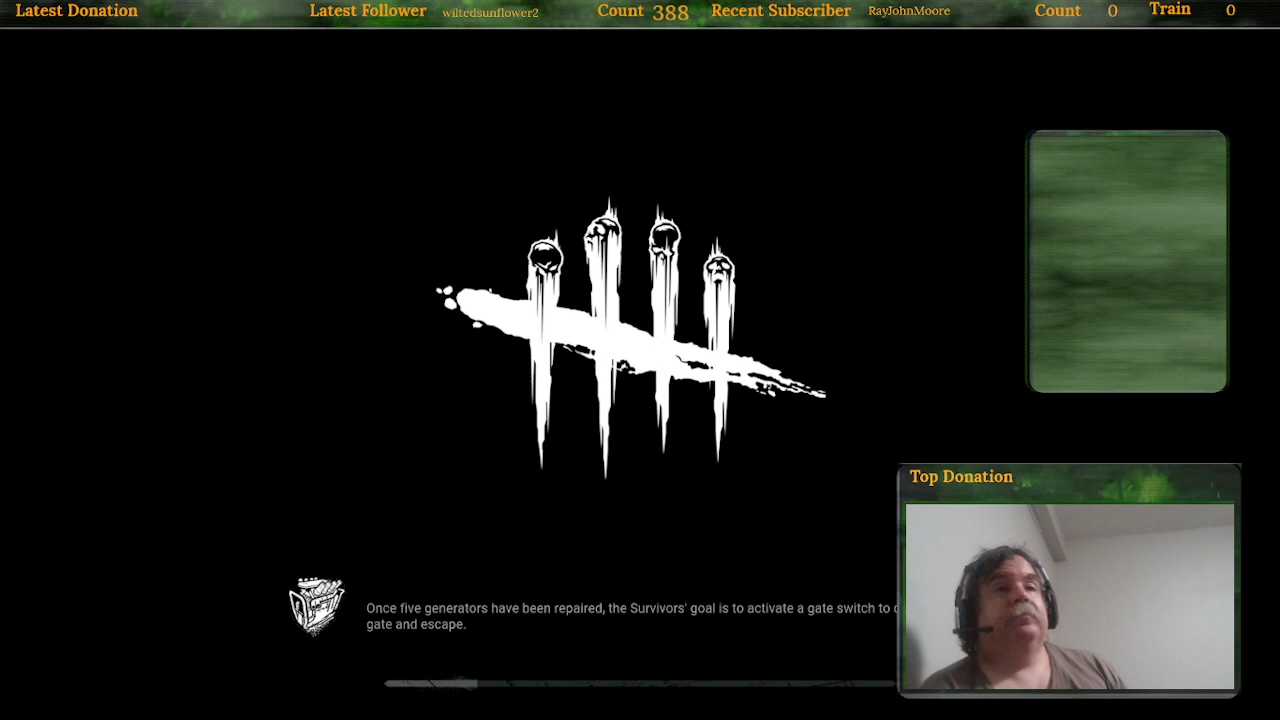 Latest Donation
Latest Follower wiltedsunflower2
Count 388
Recent Subscriber RayJohnMoore
Count 0
Train 0
Top Donation
Once five generators have been repaired, the Survivors' goal is to activate a gate switch to
gate and escape.